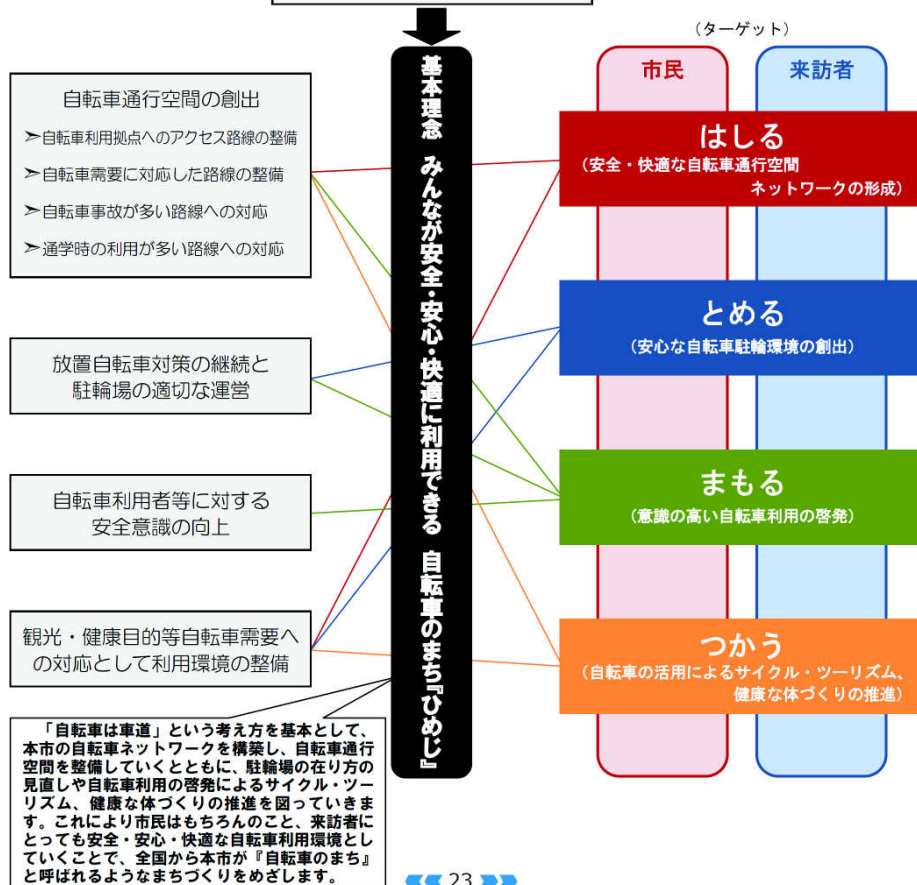 (ターゲット)
市民
来訪者
自転車通行空間の創出
➢自転車利用拠点へのアクセス路線の整備
➢自転車需要に対応した路線の整備
➢自転車事故が多い路線への対応
➢通学時の利用が多い路線への対応
放置自転車対策の継続と
駐輪場の適切な運営
自転車利用者等に対する
安全意識の向上
観光・健康目的等自転車需要へ
の対応として利用環境の整備
基本理念 みんなが安全・安心・快適に利用できる 自転車のまち『ひめじ』
はしる
(安全・快適な自転車通行空間
ネットワークの形成)
とめる
(安心な自転車駐輪環境の創出)
まもる
(意識の高い自転車利用の啓発)
つかう
(自転車の活用によるサイクル・ツーリズム、
健康な体づくりの推進)
「自転車は車道」という考え方を基本として、
本市の自転車ネットワークを構築し、自転車通行
空間を整備していくとともに、駐輪場の在り方の
見直しや自転車利用の啓発によるサイクル・ツー
リズム、健康な体づくりの推進を図っていきま
す。これにより市民はもちろんのこと、来訪者に
とっても安全・安心・快適な自転車利用環境とし
ていくことで、全国から本市が『自転車のまち』
と呼ばれるようなまちづくりをめざします。
23